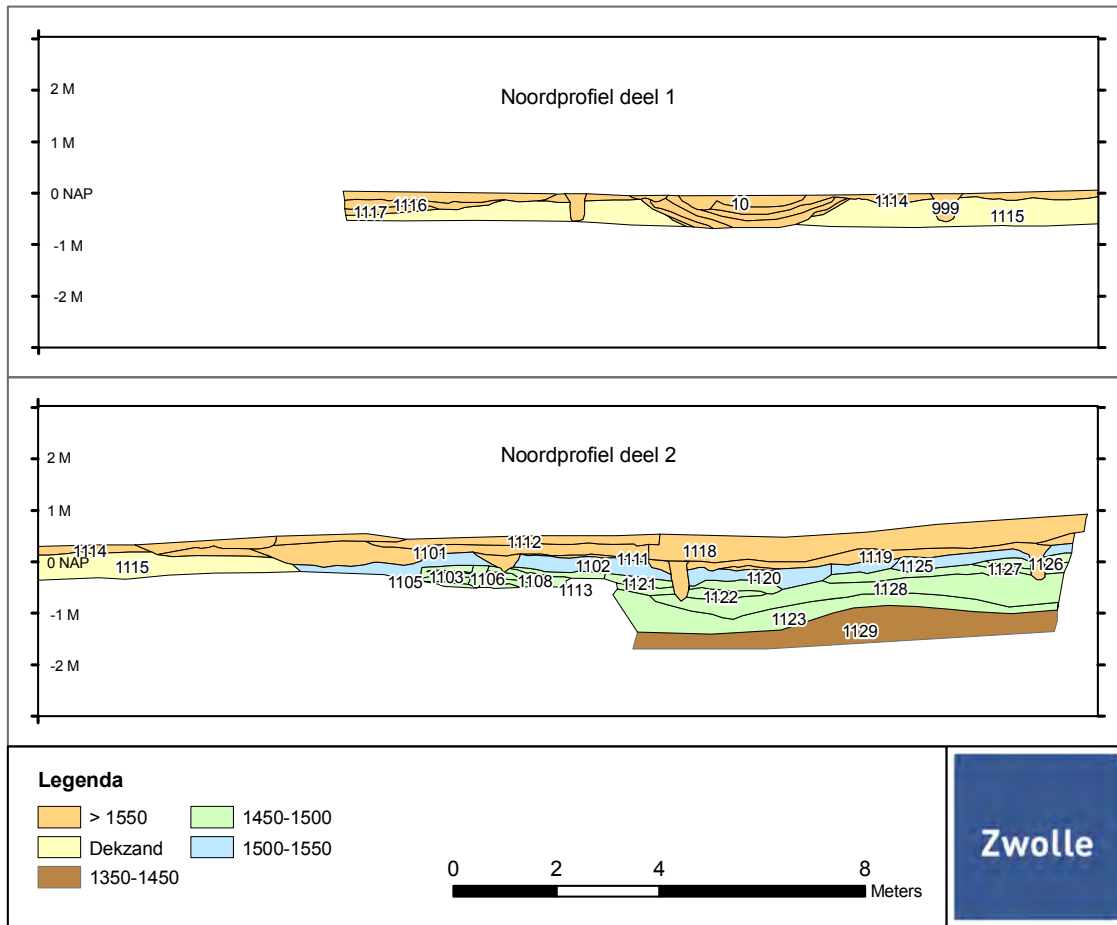 Noordprofiel deel 1
2 M
1 M
0 NAP
-1 M
-2 M
1117
1116
10
1114
999
1115
Noordprofiel deel 2
2 M
1 M
0 NAP
-1 M
-2 M
1114
1115
1101
1112
1111
1118
1119
1105
1103
1106
1108
1102
1113
1121
1120
1122
1125
1127
1126
1128
1123
1129
Legenda
> 1550
Dekzand
1350-1450
1450-1500
1500-1550
0 2 4 8
Meters
Zwolle